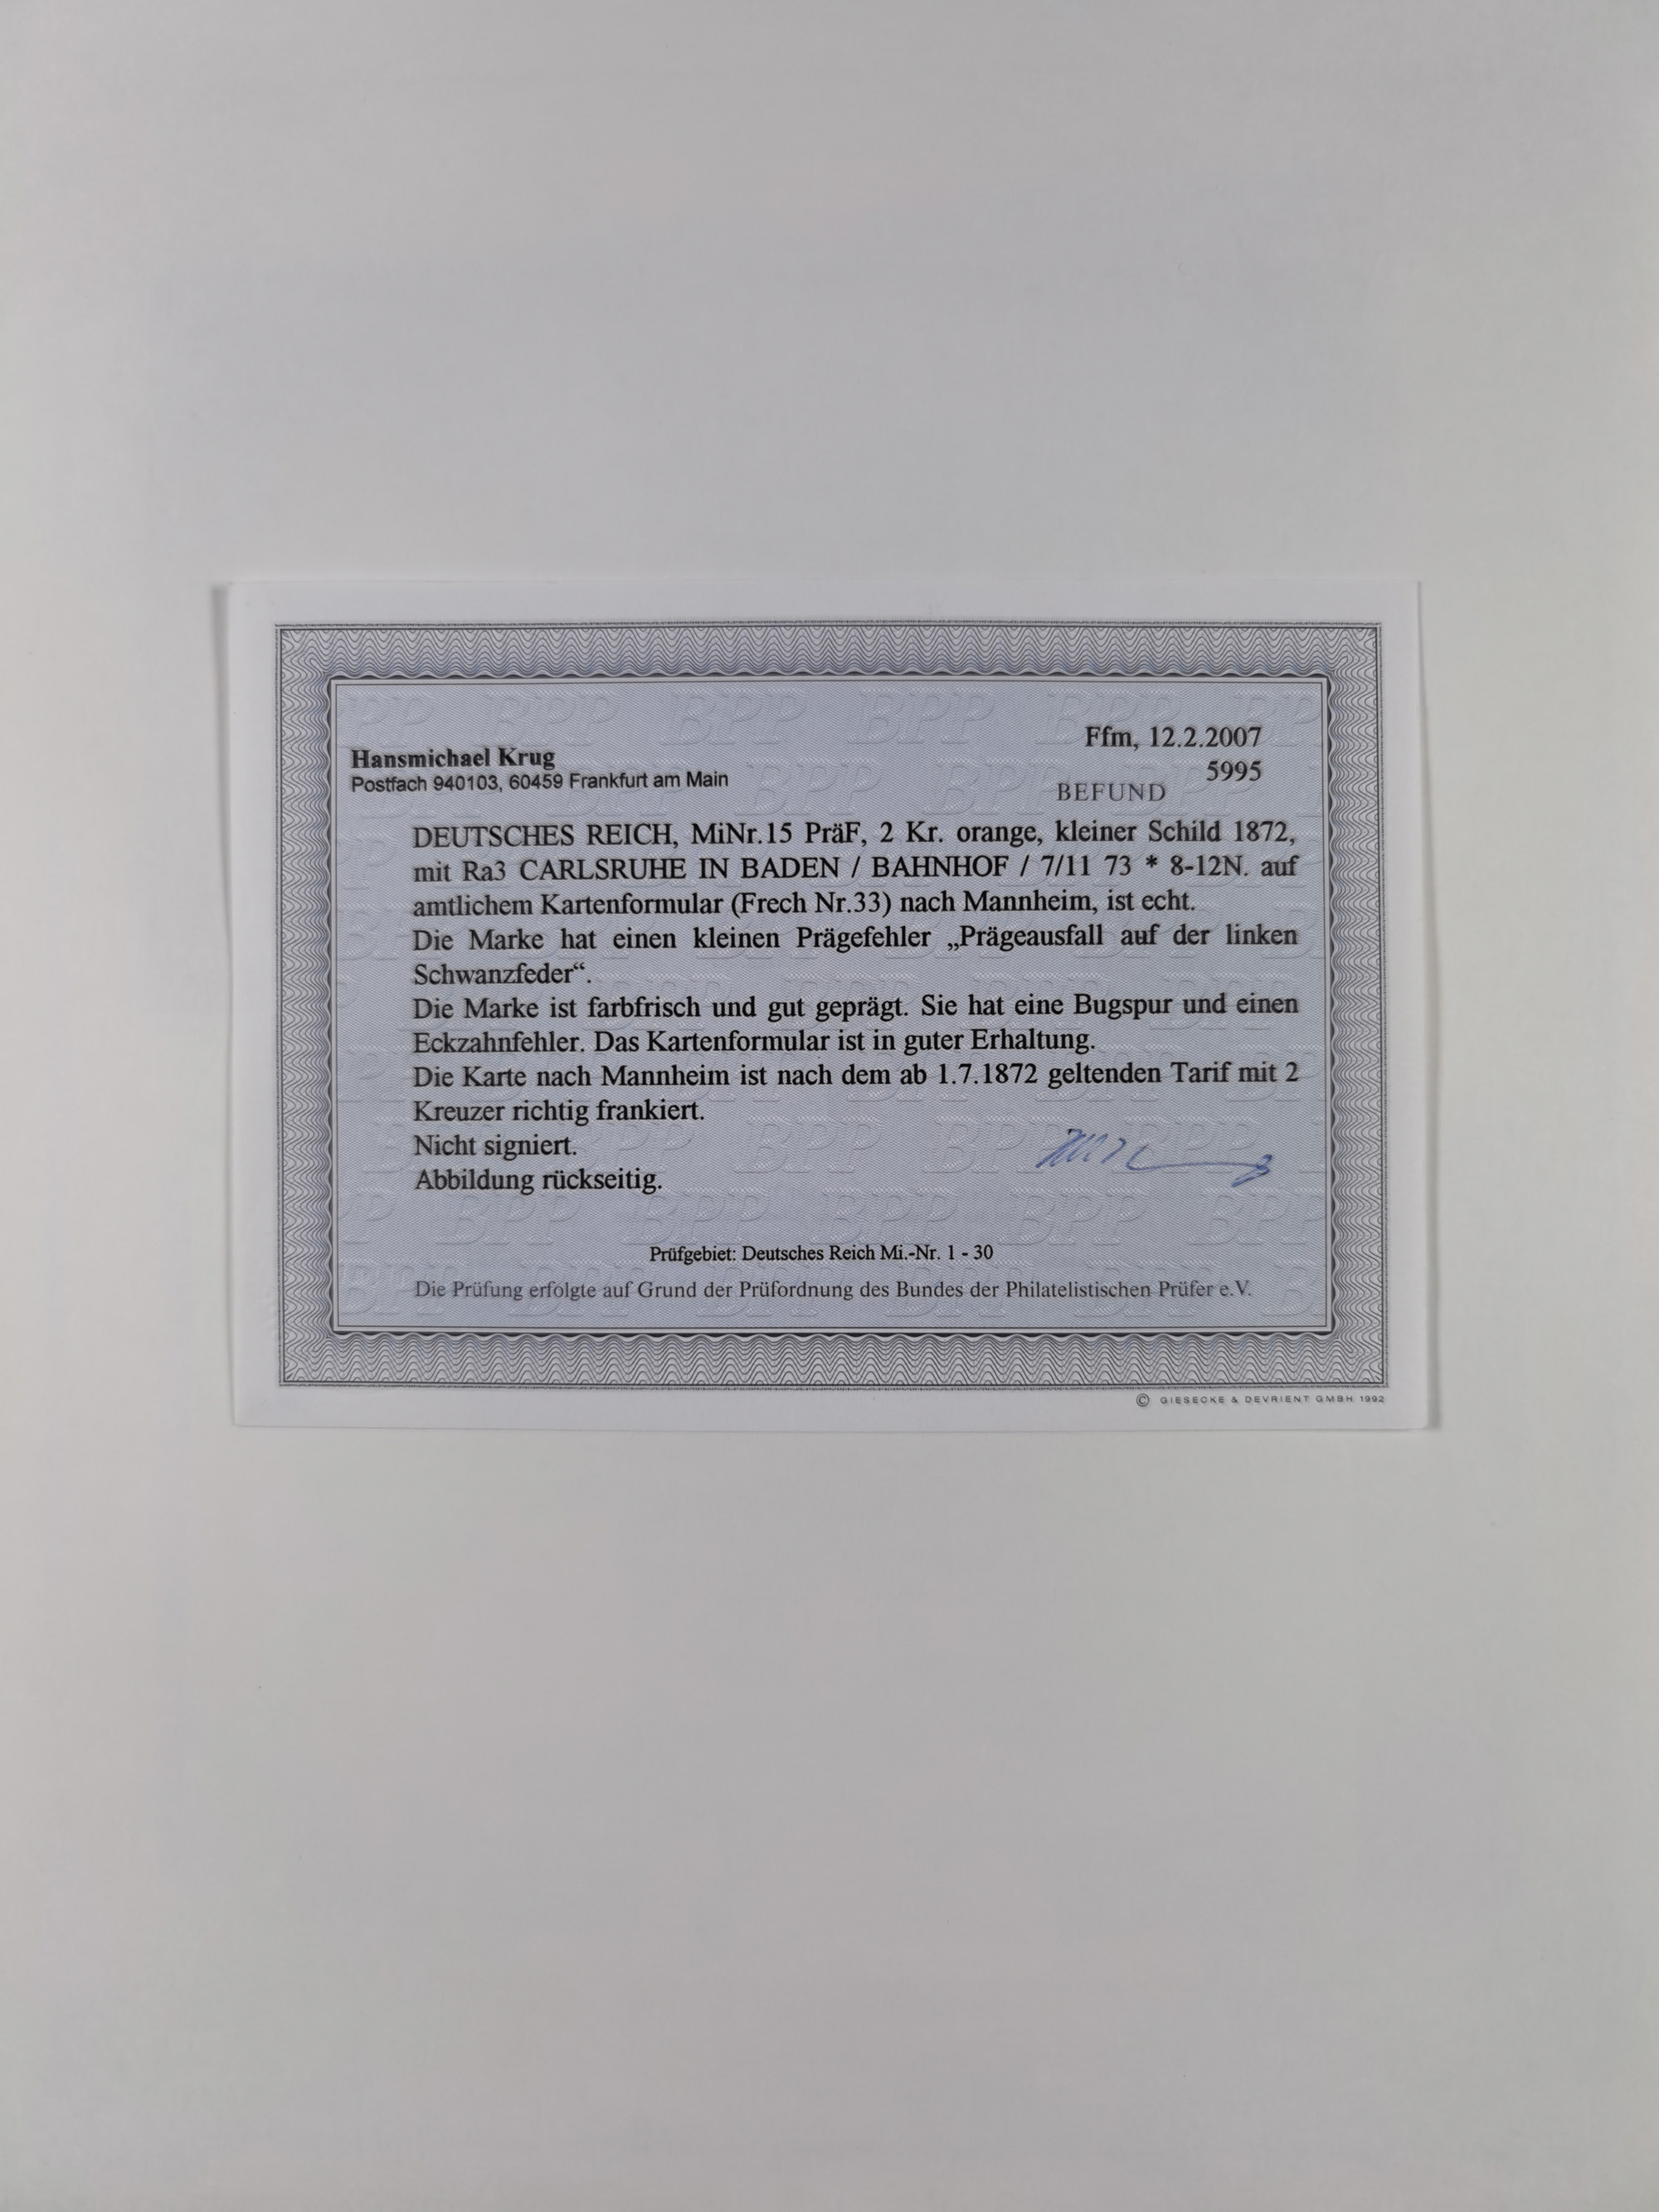 Hansmichael Krug
Postfach 940103, 60459 Frankfurt am Main
Ffm, 12.2.2007
5995
BEFUND
DEUTSCHES REICH, MiNr.15 PräF, 2 Kr. orange, kleiner Schild 1872,
mit Ra3 CARLSRUHE IN BADEN / BAHNHOF / 7/11 73 * 8-12N. auf
amtlichem Kartenformular (Frech Nr.33) nach Mannheim, ist echt.
Die Marke hat einen kleinen Prägefehler „Prägeausfall auf der linken
Schwanzfeder“.
Die Marke ist farbfrisch und gut geprägt. Sie hat eine Bugspur und einen
Eckzahnfehler. Das Kartenformular ist in guter Erhaltung.
Die Karte nach Mannheim ist nach dem ab 1.7.1872 geltenden Tarif mit 2
Kreuzer richtig frankiert.
Nicht signiert.
Abbildung rückseitig.
Prüfgebiet: Deutsches Reich Mi.-Nr. 1 - 30
Die Prüfung erfolgte auf Grund der Prüfordnung des Bundes der Philatelistischen Prüfer e.V.
© GIESECKE & DEVRIENT GMBH 1992